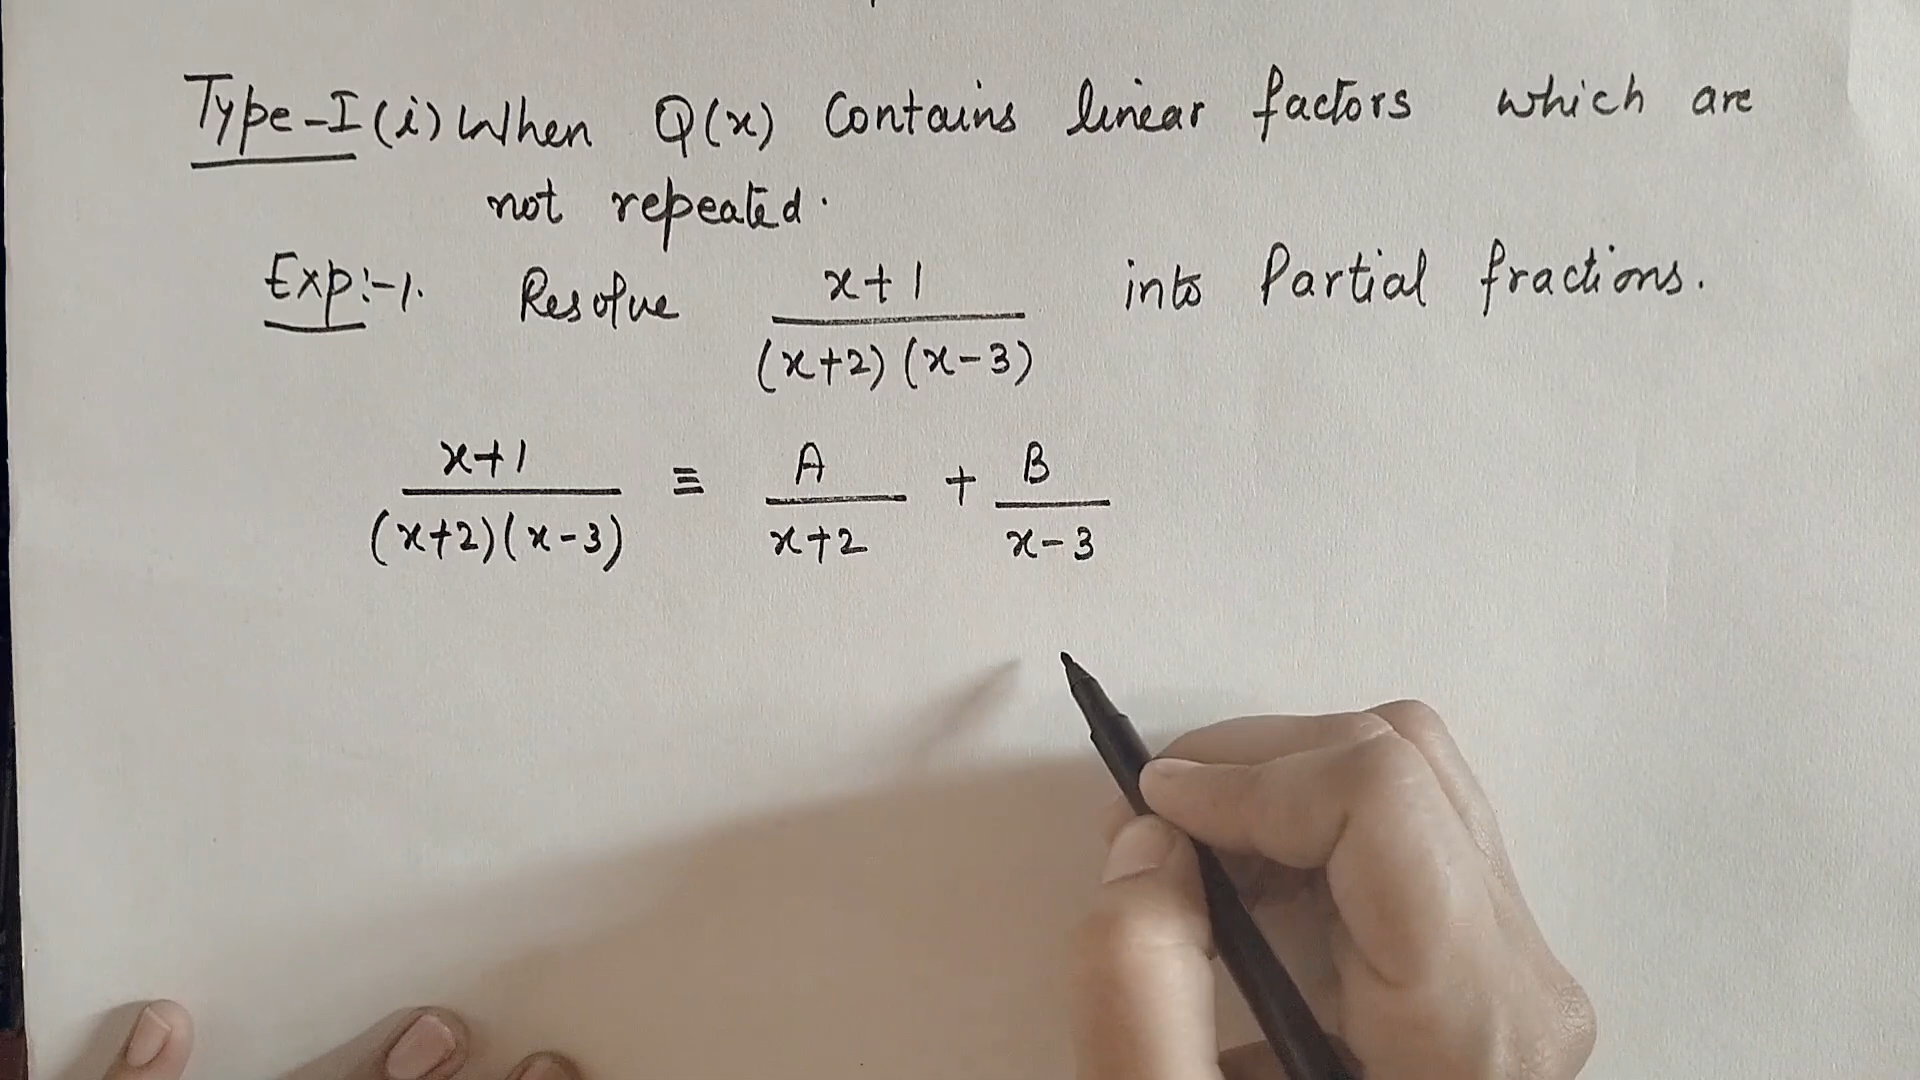 Type-I (i) When Q(x) Contains linear factors which are
not repeated.
Exp:-1. Resolve x+1 / (x+2)(x-3) into Partial fractions.
x+1 / (x+2)(x-3) ≡ A / x+2 + B / x-3